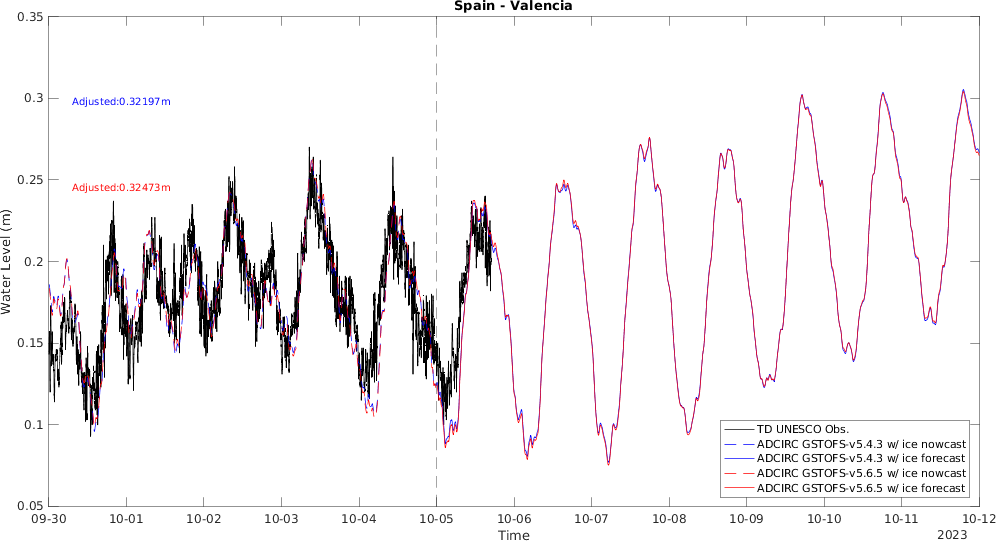 Spain - Valencia
0.35
0.3
0.25
0.2
0.15
0.1
0.05
Water Level (m)
Adjusted:0.32197m
Adjusted:0.32473m
TD UNESCO Obs.
ADCIRC GSTOFS-v5.4.3 w/ ice nowcast
ADCIRC GSTOFS-v5.4.3 w/ ice forecast
ADCIRC GSTOFS-v5.6.5 w/ ice nowcast
ADCIRC GSTOFS-v5.6.5 w/ ice forecast
09-30 10-01 10-02 10-03 10-04 10-05 10-06 10-07 10-08 10-09 10-10 10-11 10-12
Time
2023